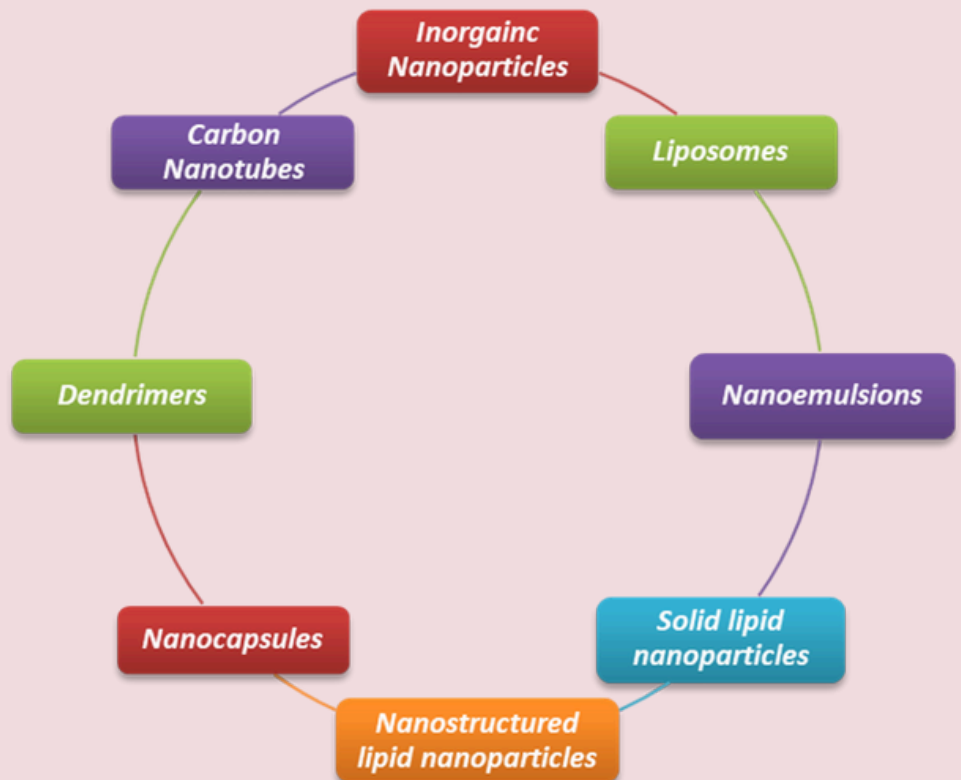 Inorgainc
Nanoparticles
Carbon
Nanotubes
Liposomes
Dendrimers
Nanoemulsions
Nanocapsules
Solid lipid
nanoparticles
Nanostructured
lipid nanoparticles